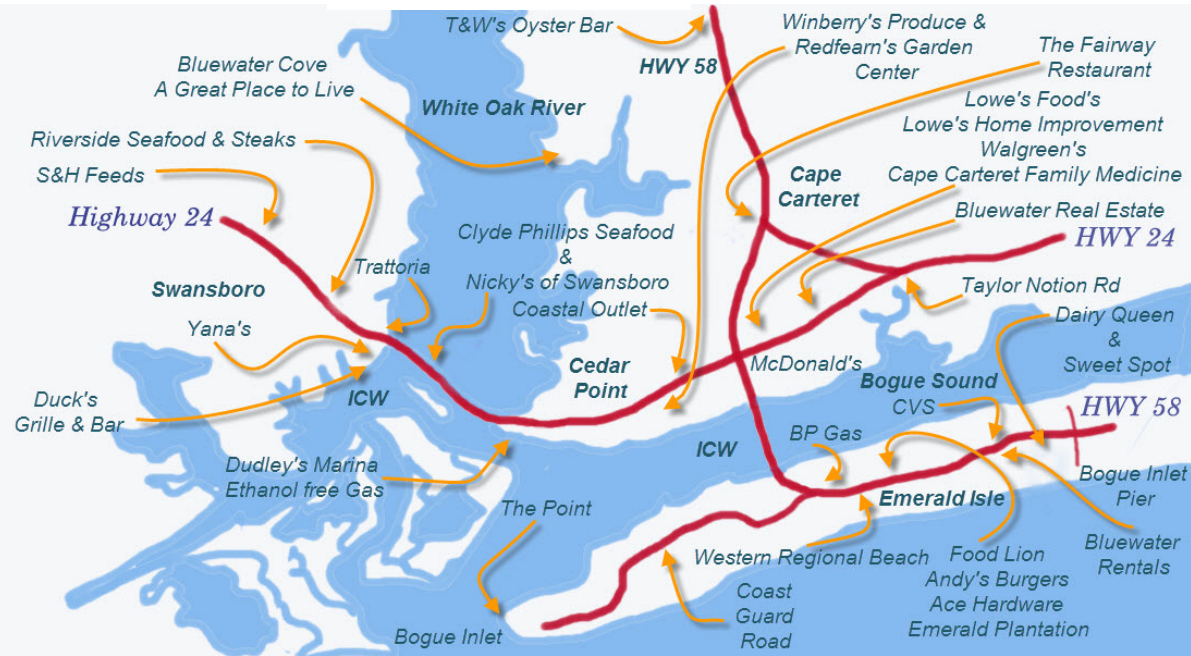 T&W's Oyster Bar
HWY 58
Winberry's Produce &
Redfearn's Garden
Center
The Fairway
Restaurant
Bluewater Cove
A Great Place to Live
White Oak River
Lowe's Food's
Lowe's Home Improvement
Walgreen's
Cape Carteret Family Medicine
Riverside Seafood & Steaks
S&H Feeds
Cape
Carteret
Bluewater Real Estate
Highway 24
HWY 24
Clyde Phillips Seafood
&
Nicky's of Swansboro
Coastal Outlet
Trattoria
Swansboro
Taylor Notion Rd
Yana's
Dairy Queen
&
Sweet Spot
McDonald's
Cedar
Point
Bogue Sound
CVS
ICW
Duck's
Grille & Bar
HWY 58
BP Gas
ICW
Dudley's Marina
Ethanol free Gas
Emerald Isle
Bogue Inlet
Pier
The Point
Western Regional Beach
Food Lion
Andy's Burgers
Ace Hardware
Emerald Plantation
Bluewater
Rentals
Coast
Guard
Road
Bogue Inlet